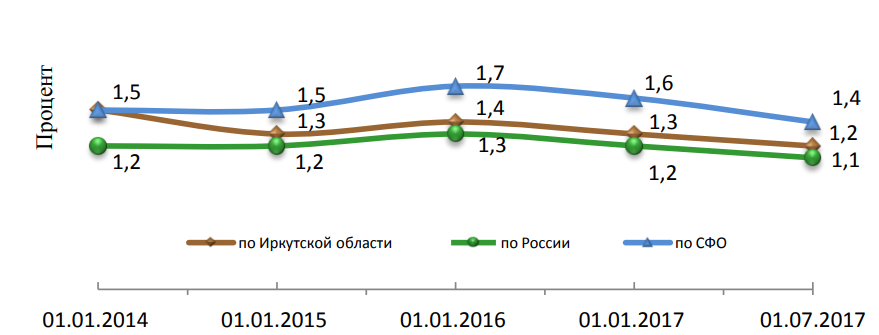 Процент
1,5 1,5 1,7 1,6 1,4
1,3 1,4 1,3 1,2
1,2 1,2 1,3 1,2 1,1
по Иркутской области по России по СФО
01.01.2014 01.01.2015 01.01.2016 01.01.2017 01.07.2017